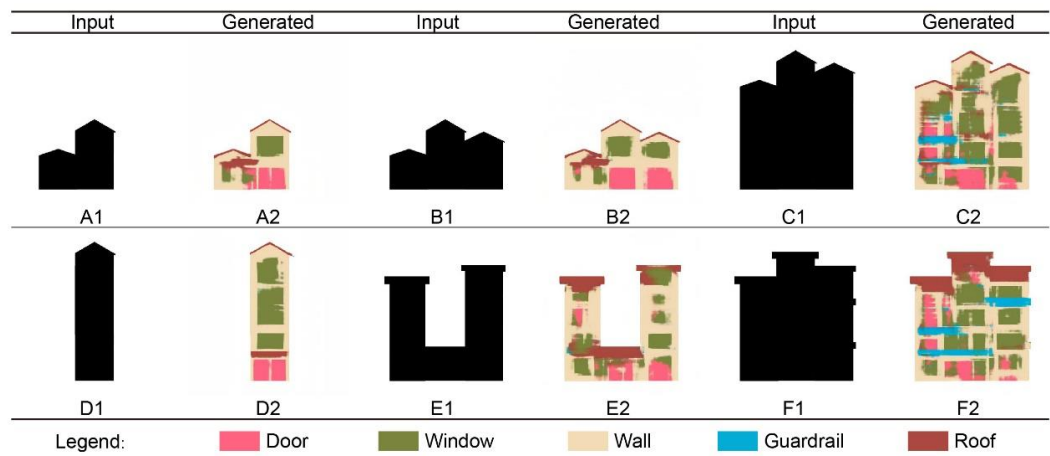 Input Generated Input Generated Input Generated
A1 A2 B1 B2 C1 C2
D1 D2 E1 E2 F1 F2
Legend: Door Window Wall Guardrail Roof